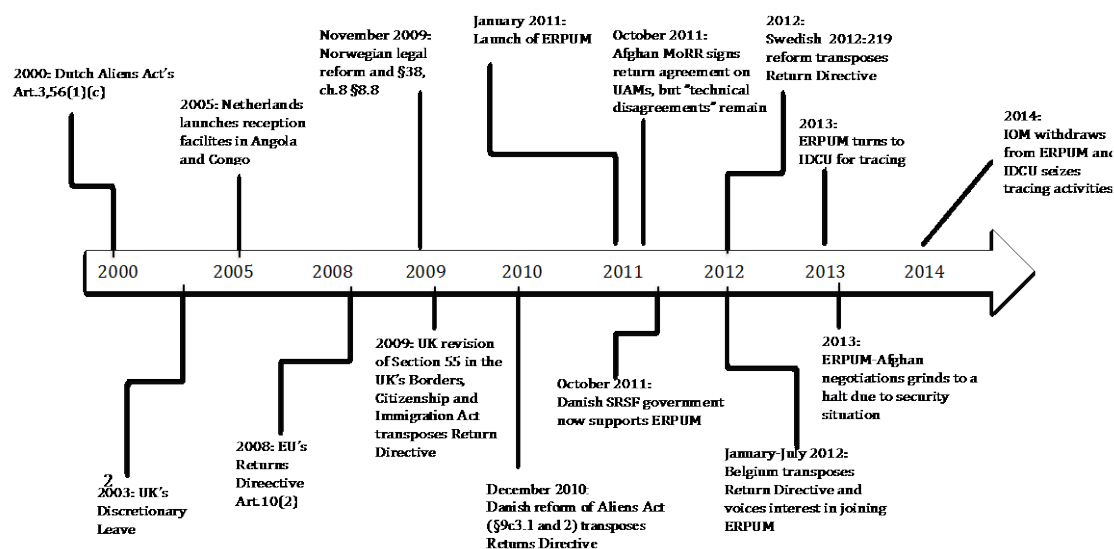 2000: Dutch Aliens Act's
Art.3,56(1)(c)
2005: Netherlands
launches reception
facilites in Angola
and Congo
November 2009:
Norwegian legal
reform and §38,
ch.8 §8.8
January 2011:
Launch of ERPUM
October 2011:
Afghan MoRR signs
return agreement on
UAMs, but "technical
disagreements" remain
2012:
Swedish 2012:219
reform transposes
Return Directive
2013:
ERPUM turns to
IDCU for tracing
2014:
IOM withdraws
from ERPUM and
IDCU seizes
tracing activities
2000 2005 2008 2009 2010 2011 2012 2013 2014
2
2003: UK's
Discretionary
Leave
2008: EU's
Returns
Direective
Art.10(2)
2009: UK revision
of Section 55 in the
UK's Borders,
Citizenship and
Immigration Act
transposes Return
Directive
December 2010:
Danish reform of Aliens Act
(§9c3.1 and 2) transposes
Returns Directive
October 2011:
Danish SRSF government
now supports ERPUM
January-July 2012:
Belgium transposes
Return Directive and
voices interest in joining
ERPUM
2013:
ERPUM-Afghan
negotiations grinds to a
halt due to security
situation